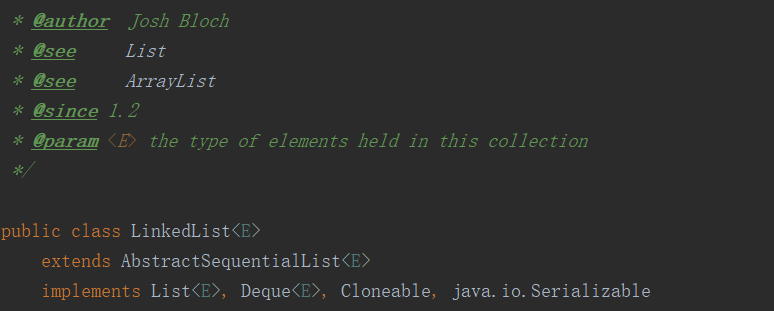 * @author  Josh Bloch
* @see     List
* @see     ArrayList
* @since 1.2
* @param <E> the type of elements held in this collection
*/
public class LinkedList<E>
    extends AbstractSequentialList<E>
    implements List<E>, Deque<E>, Cloneable, java.io.Serializable